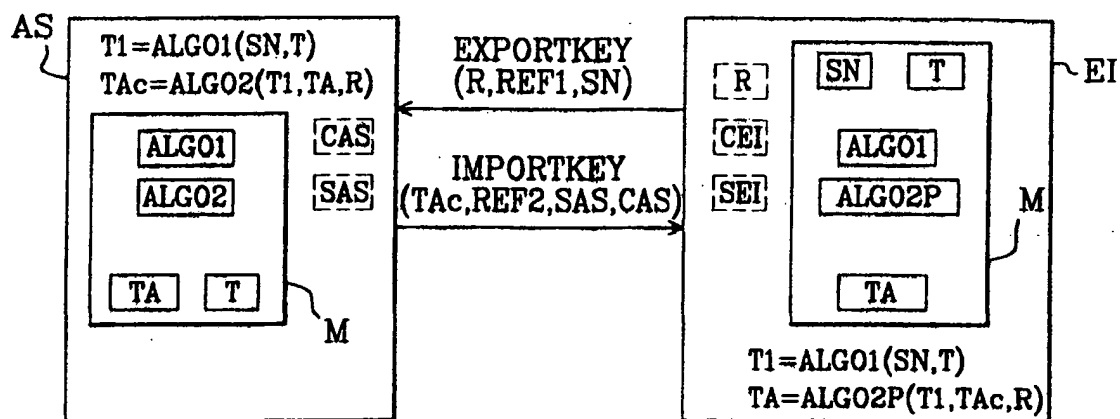 AS
T1=ALGO1(SN,T)
TAc=ALGO2(T1,TA,R)
ALGO1
ALGO2
TA
T
M
CAS
SAS
EXPORTKEY
(R,REF1,SN)
IMPORTKEY
(TAc,REF2,SAS,CAS)
R
CEI
SEI
SN
T
ALGO1
ALGO2P
TA
M
EI
T1=ALGO1(SN,T)
TA=ALGO2P(T1,TAc,R)